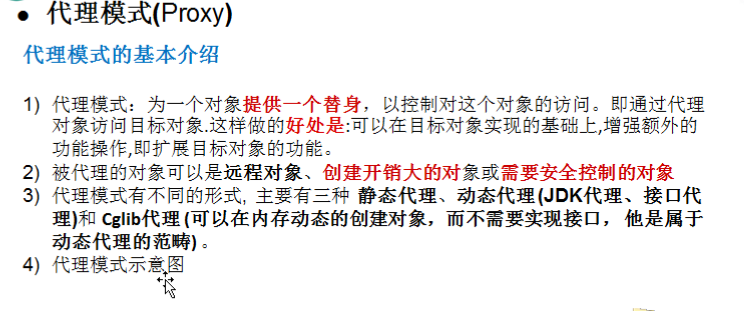 ● 代理模式(Proxy)
代理模式的基本介绍
1) 代理模式：为一个对象提供一个替身，以控制对这个对象的访问。即通过代理
对象访问目标对象.这样做的好处是:可以在目标对象实现的基础上,增强额外的
功能操作,即扩展目标对象的功能。
2) 被代理的对象可以是远程对象、创建开销大的对象或需要安全控制的对象
3) 代理模式有不同的形式, 主要有三种 静态代理、动态代理 (JDK代理、接口代
理)和 Cglib代理 (可以在内存动态的创建对象，而不需要实现接口， 他是属于
动态代理的范畴) 。
4) 代理模式示意图